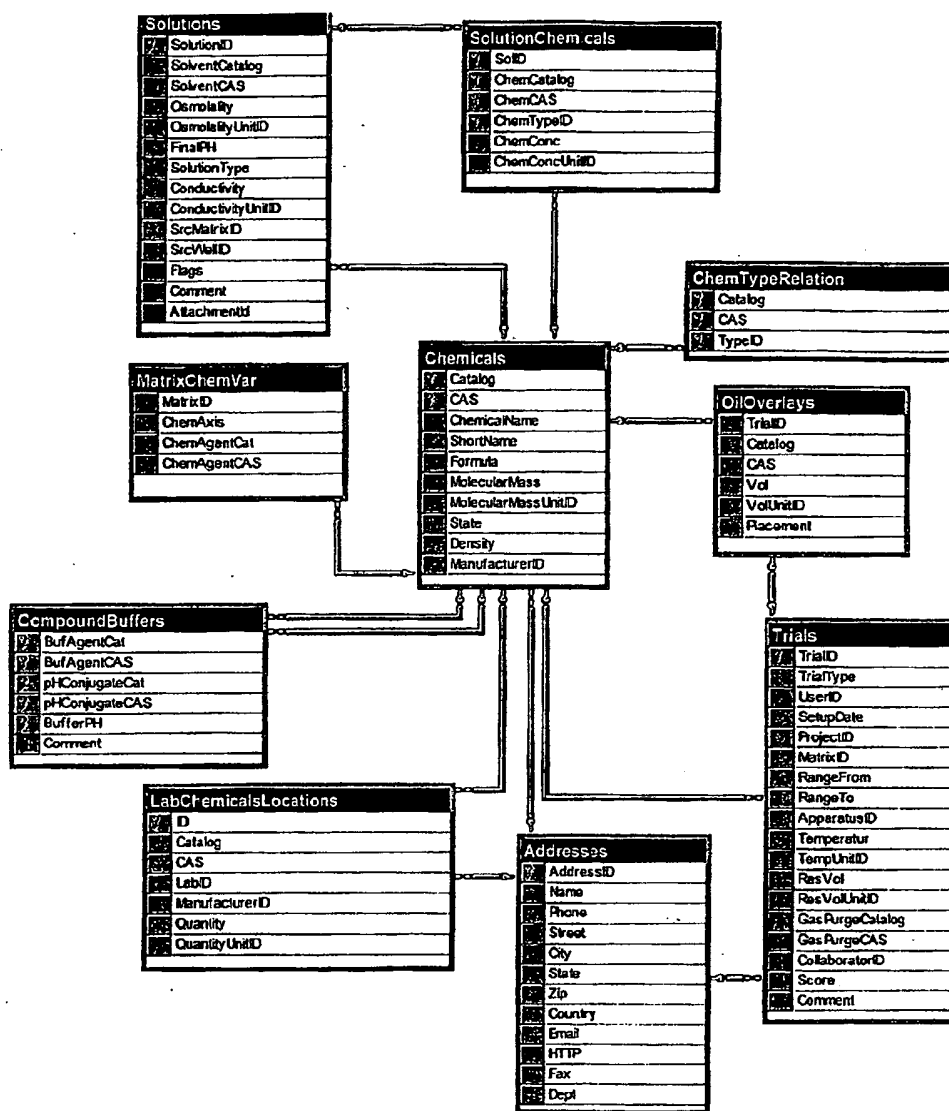 Solutions
SolutionID
SolventCatalog
SolventCAS
Osmolality
OsmolalityUnitID
FinalPH
SolutionType
Conductivity
ConductivityUnitID
SrcMatrixID
SrcWellID
Flags
Comment
AttachmentId
SolutionChemicals
SolID
ChemCatalog
ChemCAS
ChemTypeID
ChemConc
ChemConcUnitID
ChemTypeRelation
Catalog
CAS
TypeID
Chemicals
Catalog
CAS
ChemicalName
ShortName
Formula
MolecularMass
MolecularMassUnitID
State
Density
ManufacturerID
MatrixChemVar
MatrixID
ChemAxis
ChemAgentCat
ChemAgentCAS
OilOverlays
TrialID
Catalog
CAS
Vol
VolUnitID
Placement
CompoundBuffers
BufAgentCat
BufAgentCAS
pHConjugateCat
pHConjugateCAS
BufferPH
Comment
Trials
TrialID
TrialType
UserID
SetupDate
ProjectID
MatrixID
RangeFrom
RangeTo
ApparatusID
Temperatur
TempUnitID
ResVol
ResVolUnitID
GasPurgeCatalog
GasPurgeCAS
CollaboratorID
Score
Comment
LabChemicalsLocations
ID
Catalog
CAS
LabID
ManufacturerID
Quantity
QuantityUnitID
Addresses
AddressID
Name
Phone
Street
City
State
Zip
Country
Email
HTTP
Fax
Dept